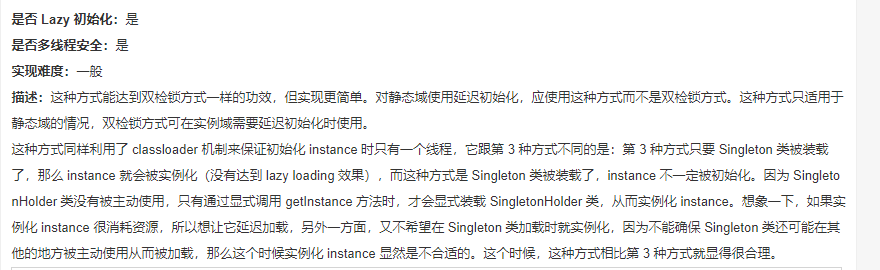 是否 Lazy 初始化：是
是否多线程安全：是
实现难度：一般
描述：这种方式能达到双检锁方式一样的功效，但实现更简单。对静态域使用延迟初始化，应使用这种方式而不是双检锁方式。这种方式只适用于
静态域的情况，双检锁方式可在实例域需要延迟初始化时使用。
这种方式同样利用了 classloader 机制来保证初始化 instance 时只有一个线程，它跟第 3 种方式不同的是：第 3 种方式只要 Singleton 类被装载
了，那么 instance 就会被实例化（没有达到 lazy loading 效果），而这种方式是 Singleton 类被装载了，instance 不一定被初始化。因为 Singleto
nHolder 类没有被主动使用，只有通过显式调用 getInstance 方法时，才会显式装载 SingletonHolder 类，从而实例化 instance。想象一下，如果实
例化 instance 很消耗资源，所以想让它延迟加载，另外一方面，又不希望在 Singleton 类加载时就实例化，因为不能确保 Singleton 类还可能在其
他的地方被主动使用从而被加载，那么这个时候实例化 instance 显然是不合适的。这个时候，这种方式相比第 3 种方式就显得很合理。